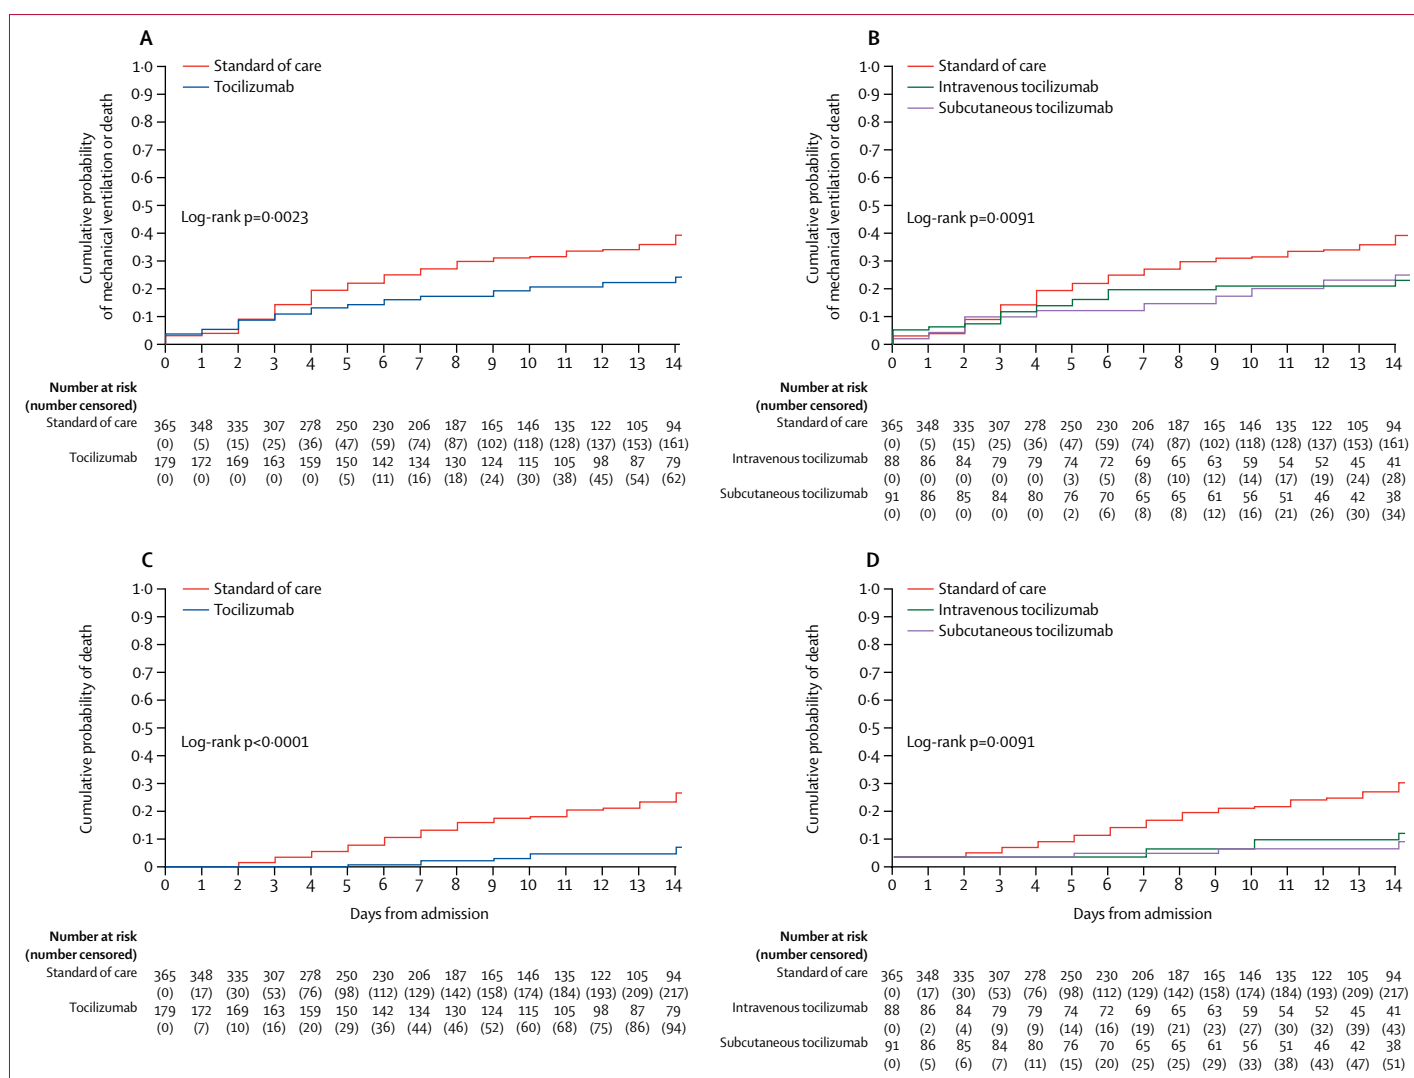 A
Standard of care
Tocilizumab
Cumulative probability
of mechanical ventilation or death
1·0
0·9
0·8
0·7
0·6
0·5
0·4
0·3
0·2
0·1
0
Log-rank p=0·0023
0 1 2 3 4 5 6 7 8 9 10 11 12 13 14
Number at risk
(number censored)
Standard of care 365 348 335 307 278 250 230 206 187 165 146 135 122 105 94
(0) (5) (15) (25) (36) (47) (59) (74) (87) (102) (118) (128) (137) (153) (161)
Tocilizumab 179 172 169 163 159 150 142 134 130 124 115 105 98 87 79
(0) (0) (0) (0) (0) (5) (11) (16) (18) (24) (30) (38) (45) (54) (62)
B
Standard of care
Intravenous tocilizumab
Subcutaneous tocilizumab
Cumulative probability
of mechanical ventilation or death
1·0
0·9
0·8
0·7
0·6
0·5
0·4
0·3
0·2
0·1
0
Log-rank p=0·0091
0 1 2 3 4 5 6 7 8 9 10 11 12 13 14
Number at risk
(number censored)
Standard of care 365 348 335 307 278 250 230 206 187 165 146 135 122 105 94
(0) (5) (15) (25) (36) (47) (59) (74) (87) (102) (118) (128) (137) (153) (161)
Intravenous tocilizumab 88 86 84 79 79 74 72 69 65 63 59 54 52 45 41
(0) (0) (0) (0) (0) (3) (5) (8) (10) (12) (14) (17) (19) (24) (28)
Subcutaneous tocilizumab 91 86 85 84 80 76 70 65 65 61 56 51 46 42 38
(0) (0) (0) (0) (0) (2) (6) (8) (8) (12) (16) (21) (26) (30) (34)
C
Standard of care
Tocilizumab
Cumulative probability of death
1·0
0·9
0·8
0·7
0·6
0·5
0·4
0·3
0·2
0·1
0
Log-rank p<0·0001
0 1 2 3 4 5 6 7 8 9 10 11 12 13 14
Days from admission
Number at risk
(number censored)
Standard of care 365 348 335 307 278 250 230 206 187 165 146 135 122 105 94
(0) (17) (30) (53) (76) (98) (112) (129) (142) (158) (174) (184) (193) (209) (217)
Tocilizumab 179 172 169 163 159 150 142 134 130 124 115 105 98 87 79
(0) (7) (10) (16) (20) (29) (36) (44) (46) (52) (60) (68) (75) (86) (94)
D
Standard of care
Intravenous tocilizumab
Subcutaneous tocilizumab
Cumulative probability of death
1·0
0·9
0·8
0·7
0·6
0·5
0·4
0·3
0·2
0·1
0
Log-rank p=0·0091
0 1 2 3 4 5 6 7 8 9 10 11 12 13 14
Days from admission
Number at risk
(number censored)
Standard of care 365 348 335 307 278 250 230 206 187 165 146 135 122 105 94
(0) (17) (30) (53) (76) (98) (112) (129) (142) (158) (174) (184) (193) (209) (217)
Intravenous tocilizumab 88 86 84 79 79 74 72 69 65 63 59 54 52 45 41
(0) (2) (4) (9) (9) (14) (16) (19) (21) (23) (27) (30) (32) (39) (43)
Subcutaneous tocilizumab 91 86 85 84 80 76 70 65 65 61 56 51 46 42 38
(0) (5) (6) (7) (11) (15) (20) (25) (25) (29) (33) (38) (43) (47) (51)